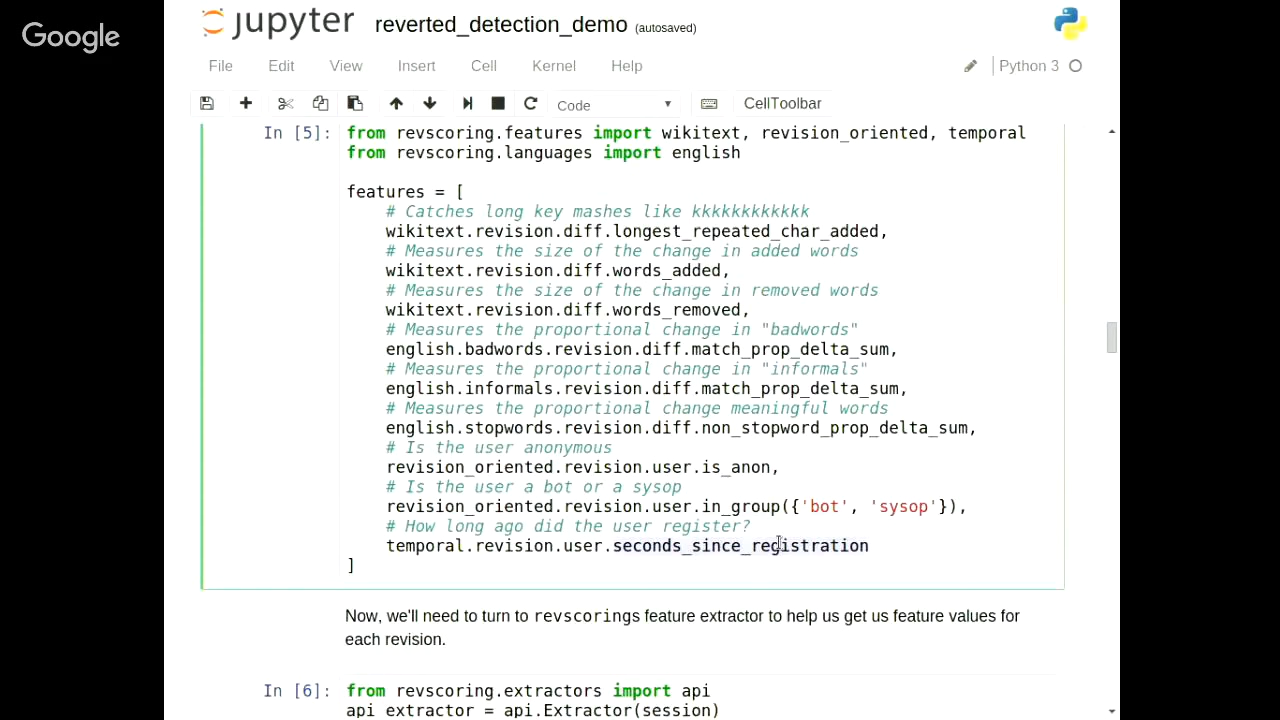 Google
jupyter reverted_detection_demo (autosaved)
File Edit View Insert Cell Kernel Help Python 3
Code CellToolbar
In [5]: from revscoring.features import wikitext, revision_oriented, temporal
from revscoring.languages import english
features = [
# Catches long key mashes like kkkkkkkkkkkk
wikitext.revision.diff.longest_repeated_char_added,
# Measures the size of the change in added words
wikitext.revision.diff.words_added,
# Measures the size of the change in removed words
wikitext.revision.diff.words_removed,
# Measures the proportional change in "badwords"
english.badwords.revision.diff.match_prop_delta_sum,
# Measures the proportional change in "informals"
english.informals.revision.diff.match_prop_delta_sum,
# Measures the proportional change meaningful words
english.stopwords.revision.diff.non_stopword_prop_delta_sum,
# Is the user anonymous
revision_oriented.revision.user.is_anon,
# Is the user a bot or a sysop
revision_oriented.revision.user.in_group({'bot', 'sysop'}),
# How long ago did the user register?
temporal.revision.user.seconds_since_registration
]
Now, we'll need to turn to revscorings feature extractor to help us get us feature values for
each revision.
In [6]: from revscoring.extractors import api
api_extractor = api.Extractor(session)